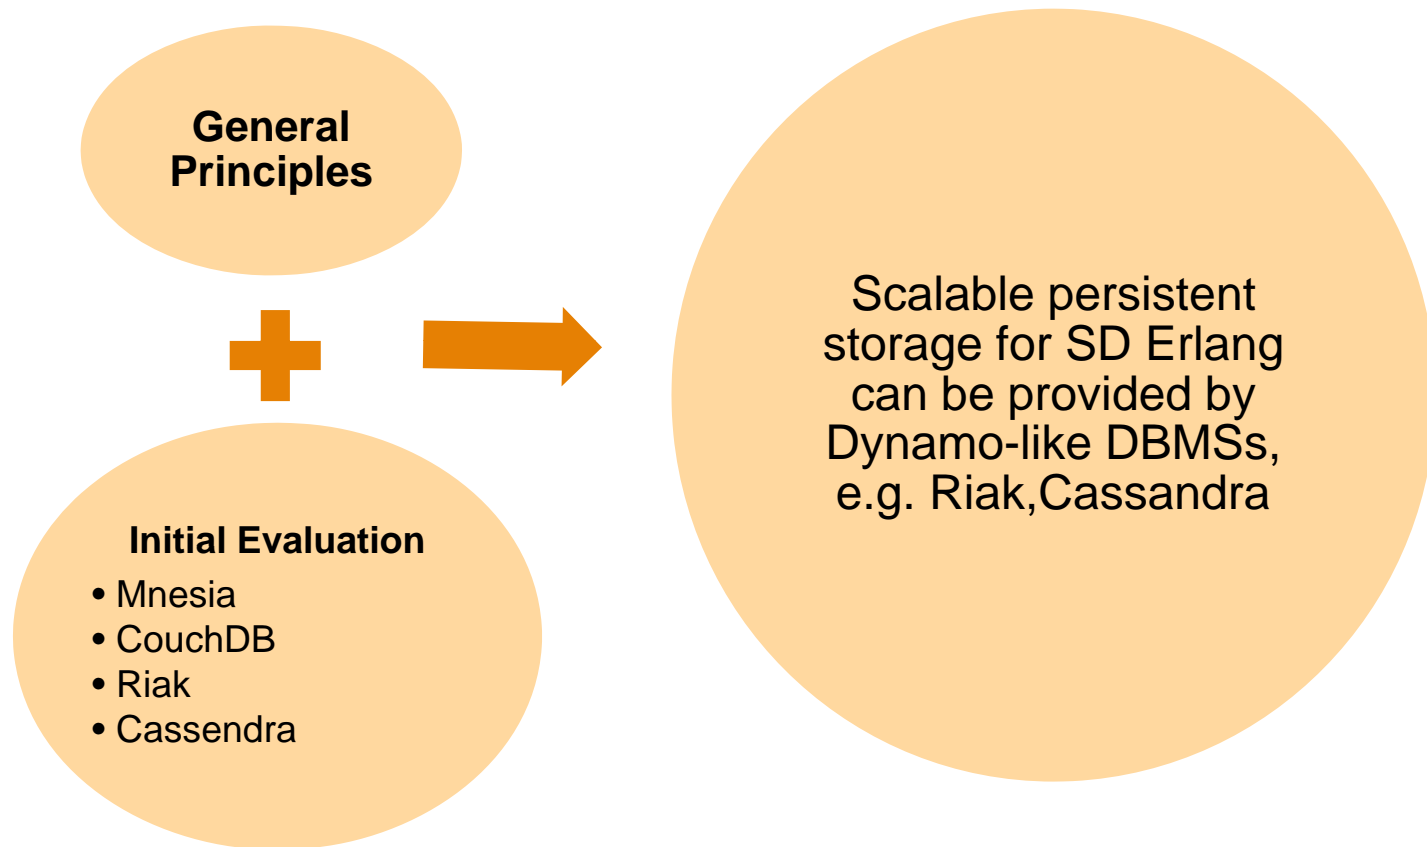 General
Principles
Initial Evaluation
• Mnesia
• CouchDB
• Riak
• Cassendra
Scalable persistent
storage for SD Erlang
can be provided by
Dynamo-like DBMSs,
e.g. Riak,Cassandra